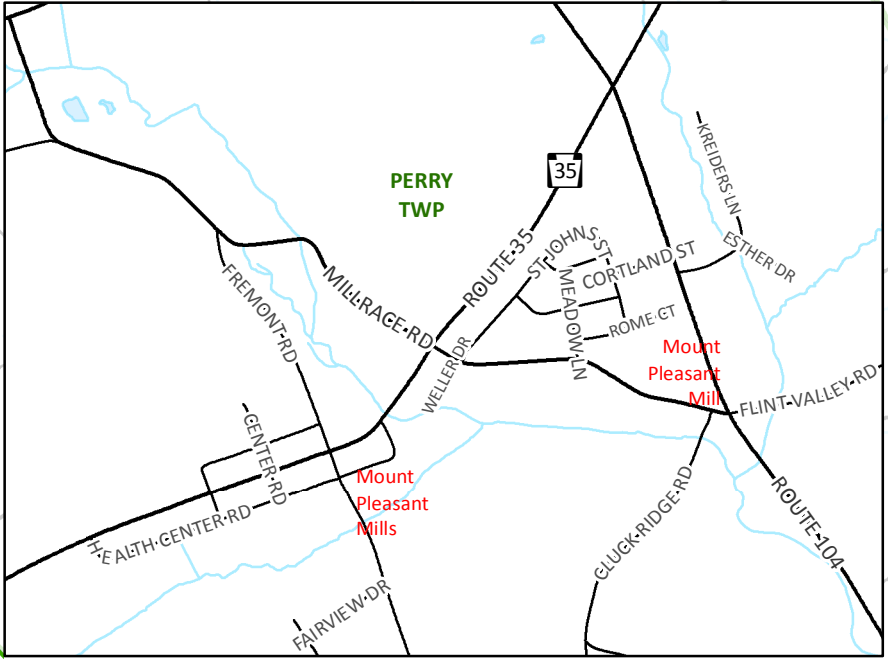 35
KREIDERS LN
PERRY
TWP
ESTHER DR
ST JOHNS ST
CORTLAND ST
ROUTE 35
FREMONT RD
MILLRACE RD
MEADOW LN
ROME CT
WELLER DR
Mount
Pleasant
Mill
FLINT VALLEY RD
CENTER RD
Mount
Pleasant
Mills
HEALTH CENTER RD
CLUCK RIDGE RD
ROUTE 104
FAIRVIEW DR